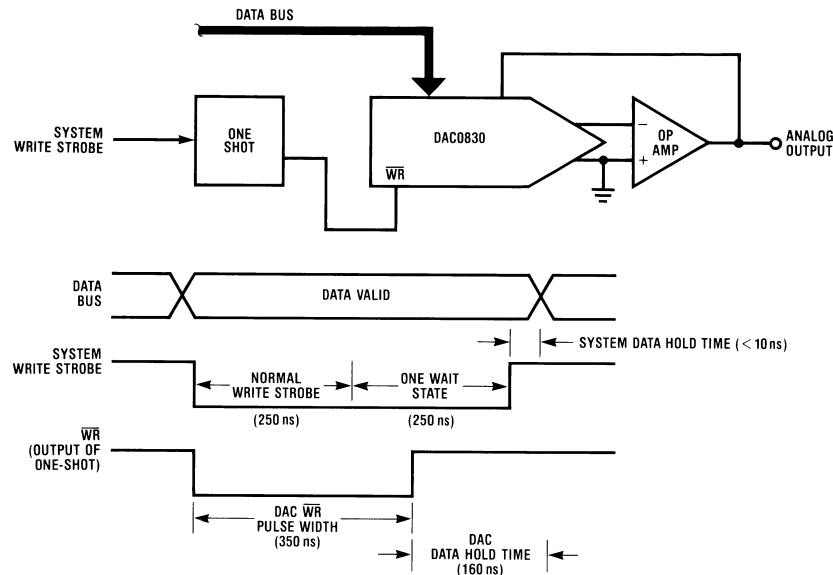 DATA BUS
SYSTEM
WRITE STROBE
ONE
SHOT
DAC0830
WR
−
+
OP
AMP
ANALOG
OUTPUT
DATA
BUS
DATA VALID
SYSTEM DATA HOLD TIME (<10 ns)
SYSTEM
WRITE STROBE
NORMAL
WRITE STROBE
(250 ns)
ONE WAIT
STATE
(250 ns)
WR
(OUTPUT OF
ONE-SHOT)
DAC WR
PULSE WIDTH
(350 ns)
DAC
DATA HOLD TIME
(160 ns)